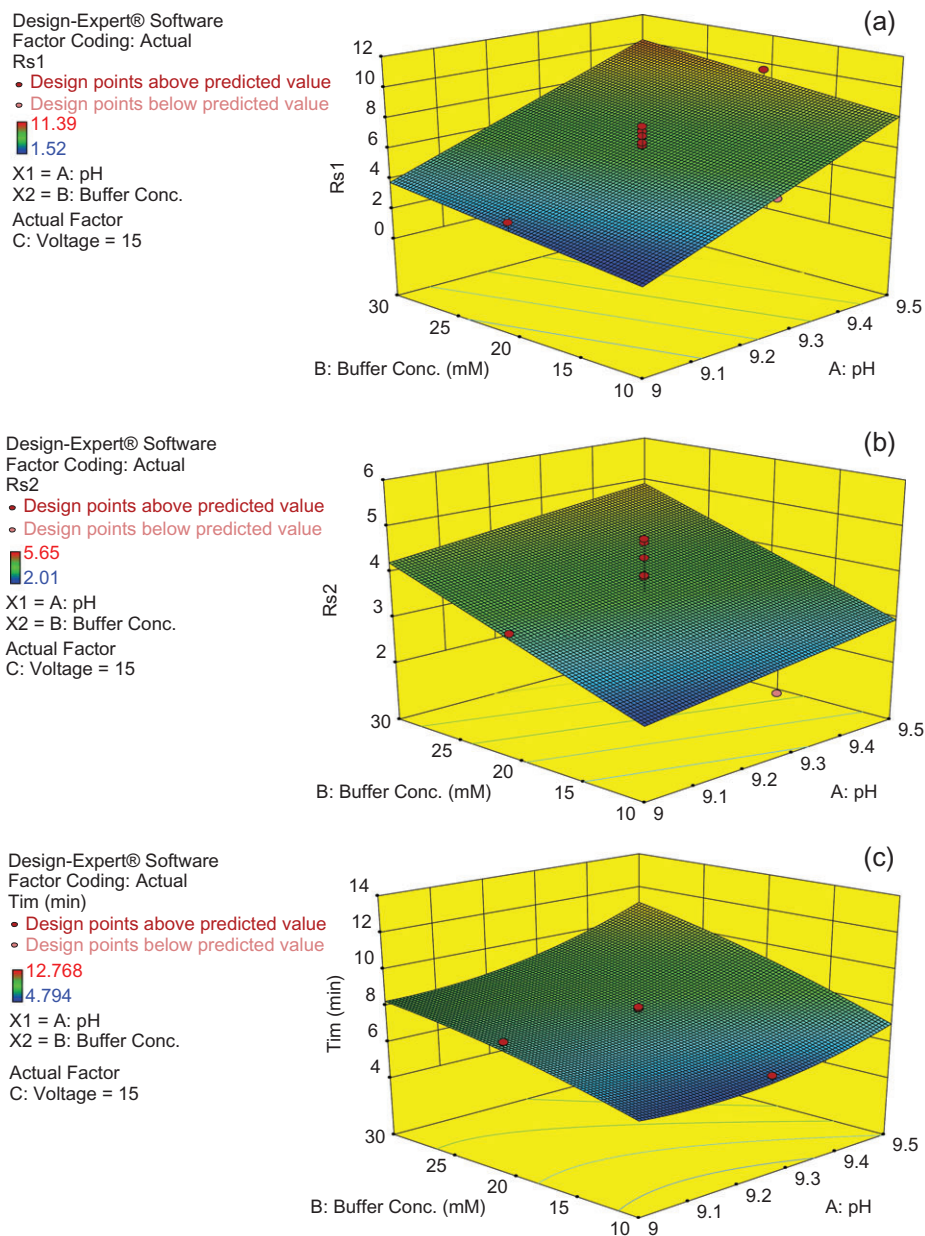 Design-Expert® Software
Factor Coding: Actual
Rs1
Design points above predicted value
Design points below predicted value
11.39
1.52
X1 = A: pH
X2 = B: Buffer Conc.
Actual Factor
C: Voltage = 15
(a)
12
10
8
6
4
2
0
Rs1
30
25
20
15
10
B: Buffer Conc. (mM)
9
9.1
9.2
9.3
9.4
9.5
A: pH
Design-Expert® Software
Factor Coding: Actual
Rs2
Design points above predicted value
Design points below predicted value
5.65
2.01
X1 = A: pH
X2 = B: Buffer Conc.
Actual Factor
C: Voltage = 15
(b)
6
5
4
3
2
Rs2
30
25
20
15
10
B: Buffer Conc. (mM)
9
9.1
9.2
9.3
9.4
9.5
A: pH
Design-Expert® Software
Factor Coding: Actual
Tim (min)
Design points above predicted value
Design points below predicted value
12.768
4.794
X1 = A: pH
X2 = B: Buffer Conc.
Actual Factor
C: Voltage = 15
(c)
14
12
10
8
6
4
Tim (min)
30
25
20
15
10
B: Buffer Conc. (mM)
9
9.1
9.2
9.3
9.4
9.5
A: pH